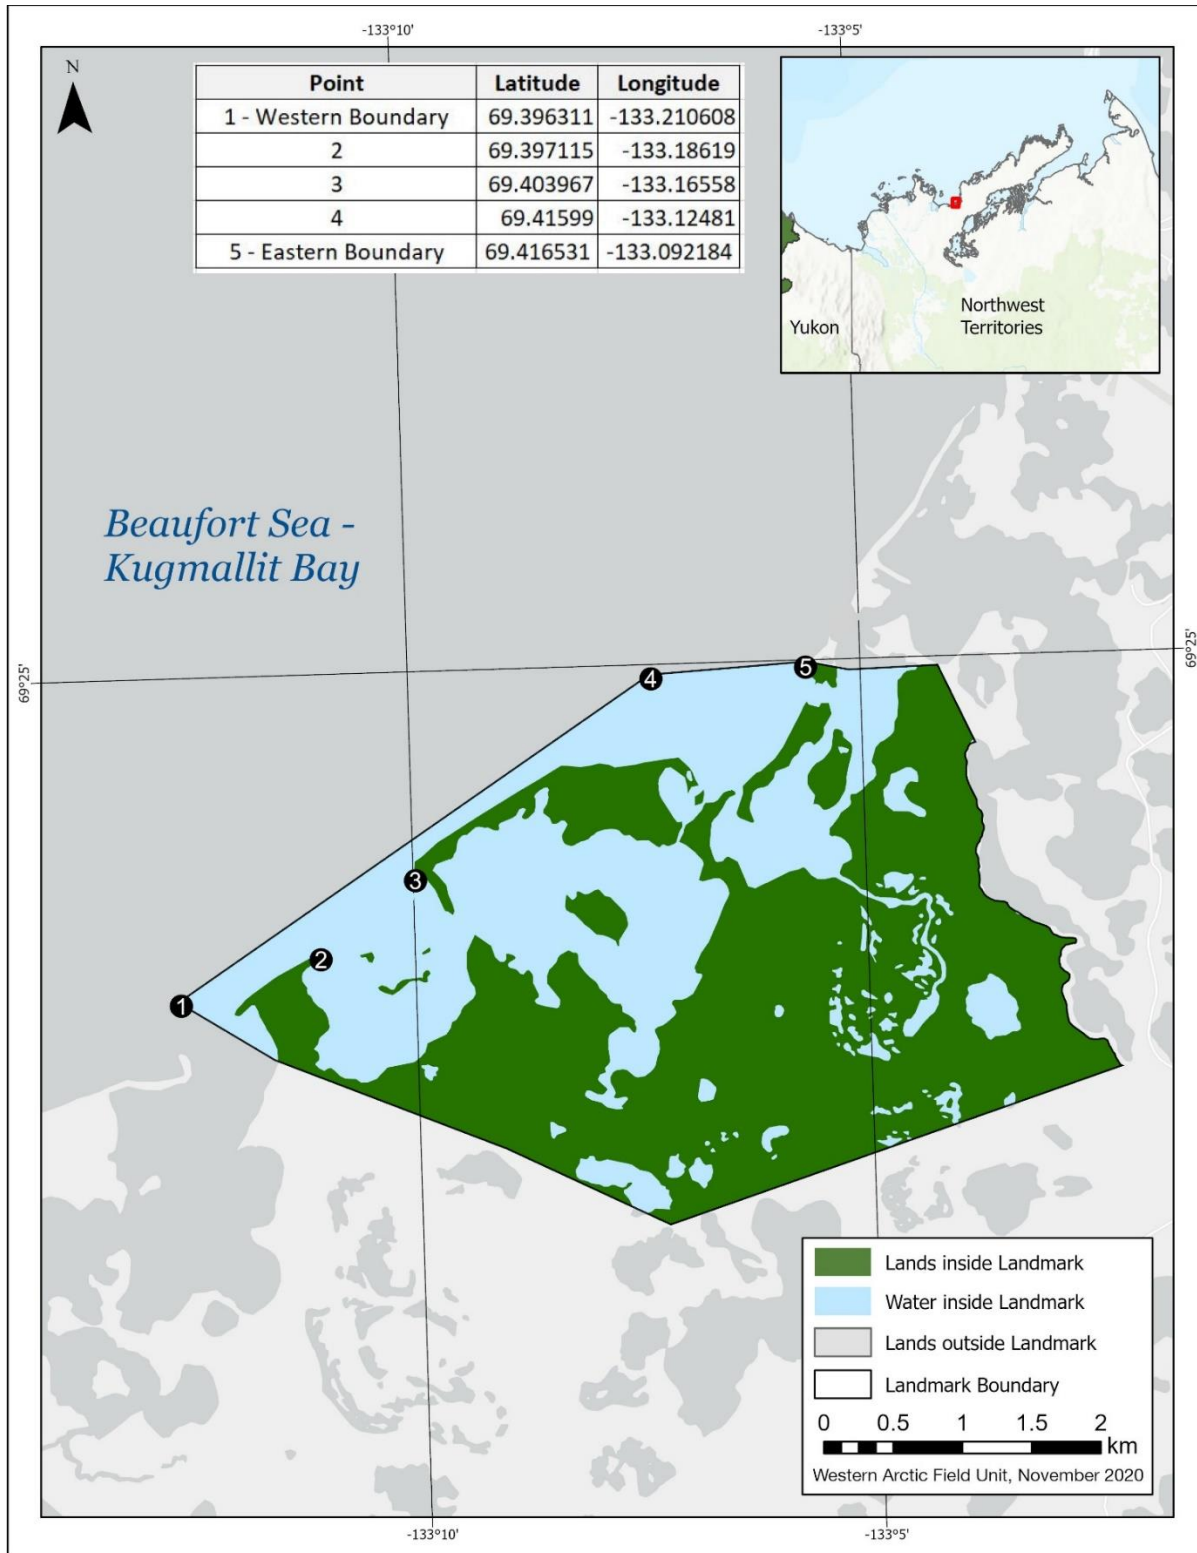 -133°10' -133°5'
N
Point Latitude Longitude
1 - Western Boundary 69.396311 -133.210608
2 69.397115 -133.18619
3 69.403967 -133.16558
4 69.41599 -133.12481
5 - Eastern Boundary 69.416531 -133.092184
Yukon
Northwest
Territories
Beaufort Sea -
Kugmallit Bay
69°25'
69°25'
5
4
3
2
1
Lands inside Landmark
Water inside Landmark
Lands outside Landmark
Landmark Boundary
0 0.5 1 1.5 2
km
Western Arctic Field Unit, November 2020
-133°10' -133°5'